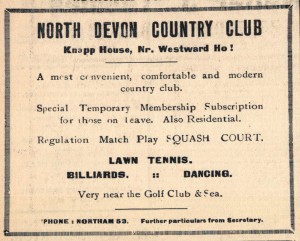 NORTH DEVON COUNTRY CLUB
Knapp House, Nr. Westward Ho!
A most convenient, comfortable and modern
country club.
Special Temporary Membership Subscription
for those on leave. Also Residential.
Regulation Match Play SQUASH COURT.
LAWN TENNIS.
BILLIARDS. :: DANCING.
Very near the Golf Club & Sea.
'PHONE : NORTHAM 53. Further particulars from Secretary.